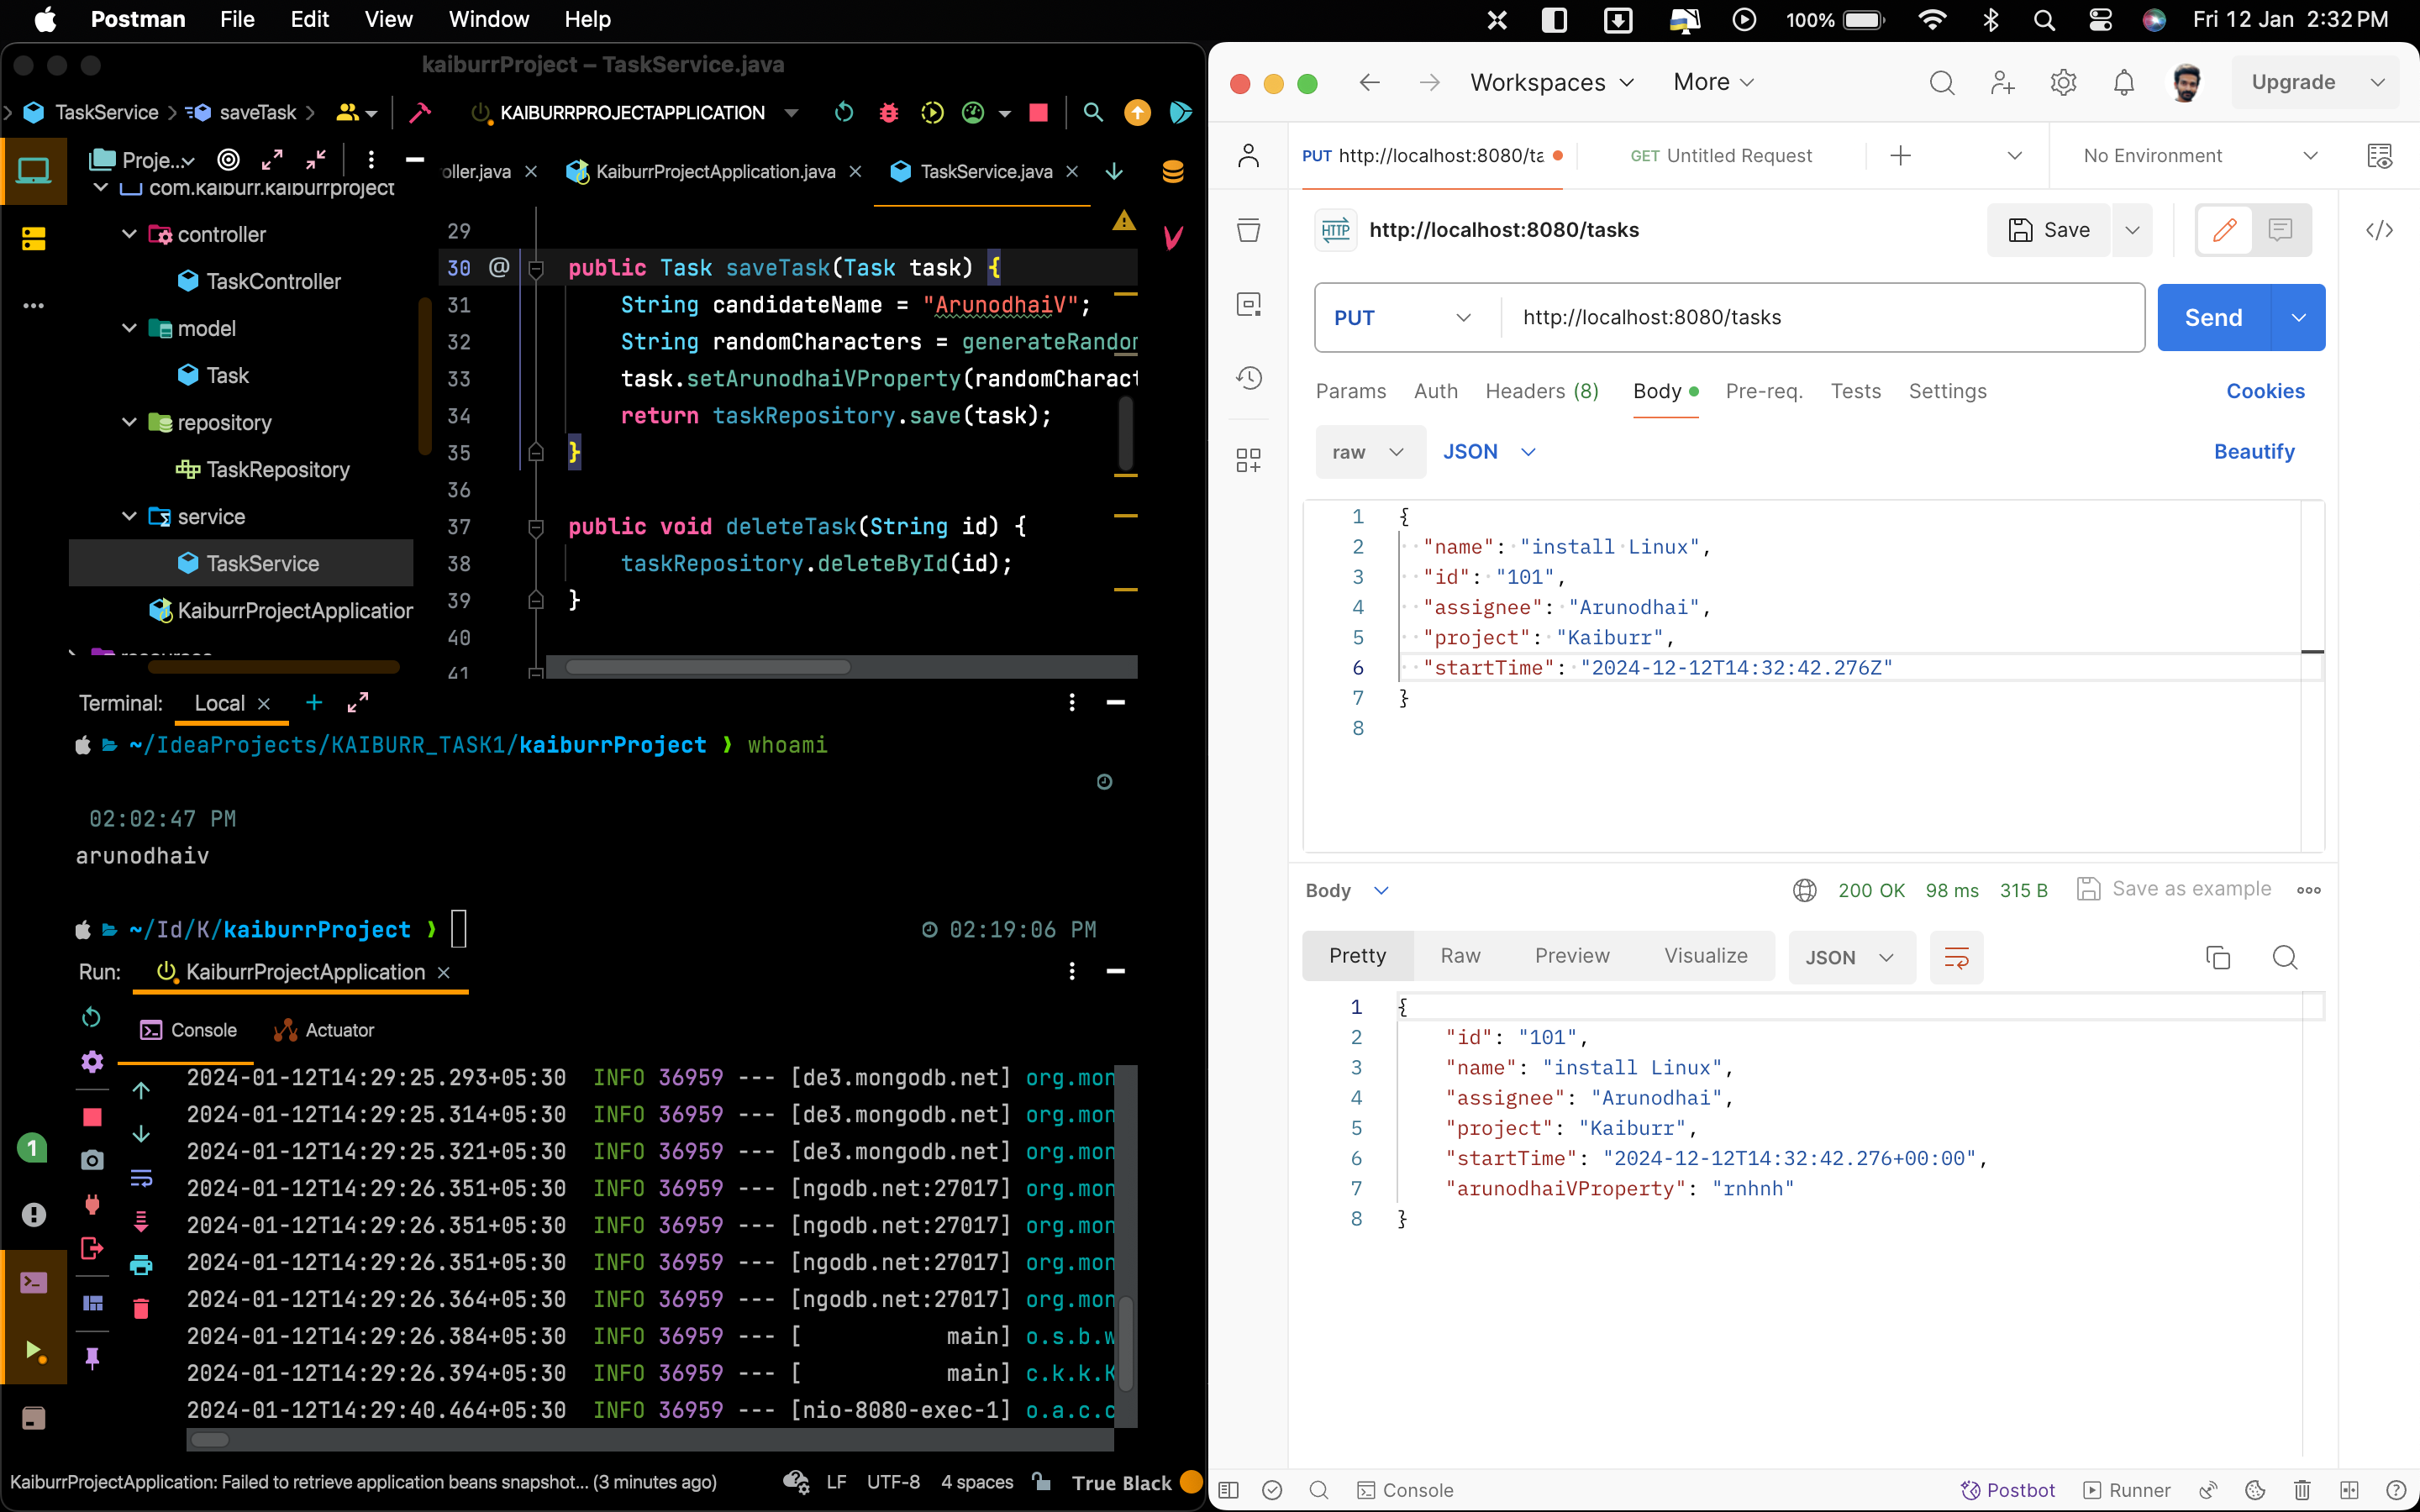 Postman File Edit View Window Help 100% Fri 12 Jan 2:32 PM
kaiburrProject – TaskService.java
TaskService saveTask KAIBURRPROJECTAPPLICATION
Proje... oller.java KaiburrProjectApplication.java TaskService.java
com.kaiburr.kaiburrproject
controller
TaskController
model
Task
repository
TaskRepository
service
TaskService
KaiburrProjectApplication
resources
29
30 @ public Task saveTask(Task task) {
31 String candidateName = "ArunodhaiV";
32 String randomCharacters = generateRandom
33 task.setArunodhaiVProperty(randomCharact
34 return taskRepository.save(task);
35 }
36
37 public void deleteTask(String id) {
38 taskRepository.deleteById(id);
39 }
40
41
Terminal: Local
~/IdeaProjects/KAIBURR_TASK1/kaiburrProject ❯ whoami
02:02:47 PM
arunodhaiv
~/Id/K/kaiburrProject ❯ 02:19:06 PM
Run: KaiburrProjectApplication
Console Actuator
2024-01-12T14:29:25.293+05:30 INFO 36959 --- [de3.mongodb.net] org.mon
2024-01-12T14:29:25.314+05:30 INFO 36959 --- [de3.mongodb.net] org.mon
2024-01-12T14:29:25.321+05:30 INFO 36959 --- [de3.mongodb.net] org.mon
2024-01-12T14:29:26.351+05:30 INFO 36959 --- [ngodb.net:27017] org.mon
2024-01-12T14:29:26.351+05:30 INFO 36959 --- [ngodb.net:27017] org.mon
2024-01-12T14:29:26.351+05:30 INFO 36959 --- [ngodb.net:27017] org.mon
2024-01-12T14:29:26.364+05:30 INFO 36959 --- [ngodb.net:27017] org.mon
2024-01-12T14:29:26.384+05:30 INFO 36959 --- [ main] o.s.b.w
2024-01-12T14:29:26.394+05:30 INFO 36959 --- [ main] c.k.k.K
2024-01-12T14:29:40.464+05:30 INFO 36959 --- [nio-8080-exec-1] o.a.c.c
1
KaiburrProjectApplication: Failed to retrieve application beans snapshot... (3 minutes ago) LF UTF-8 4 spaces True Black
Workspaces More Upgrade
PUT http://localhost:8080/ta GET Untitled Request No Environment
HTTP http://localhost:8080/tasks Save
PUT http://localhost:8080/tasks Send
Params Auth Headers (8) Body Pre-req. Tests Settings Cookies
raw JSON Beautify
1 {
2 "name": "install Linux",
3 "id": "101",
4 "assignee": "Arunodhai",
5 "project": "Kaiburr",
6 "startTime": "2024-12-12T14:32:42.276Z"
7 }
8
Body 200 OK 98 ms 315 B Save as example
Pretty Raw Preview Visualize JSON
1 {
2 "id": "101",
3 "name": "install Linux",
4 "assignee": "Arunodhai",
5 "project": "Kaiburr",
6 "startTime": "2024-12-12T14:32:42.276+00:00",
7 "arunodhaiVProperty": "rnhnh"
8 }
Console Postbot Runner